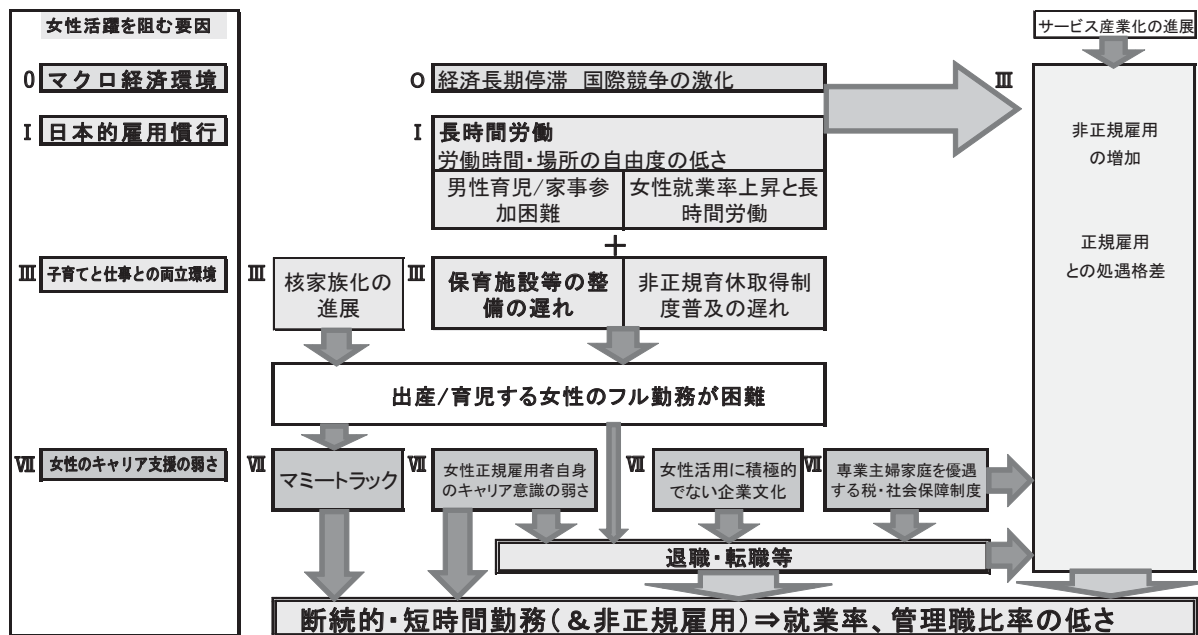 女性活躍を阻む要因
サービス産業化の進展
0 マクロ経済環境
O 経済長期停滞 国際競争の激化
Ⅲ
I 日本的雇用慣行
I 長時間労働
労働時間・場所の自由度の低さ
男性育児/家事参
加困難
女性就業率上昇と長
時間労働
非正規雇用
の増加
正規雇用
との処遇格差
＋
Ⅲ 子育てと仕事との両立環境
Ⅲ 核家族化の
進展
Ⅲ 保育施設等の整
備の遅れ
非正規育休取得制
度普及の遅れ
出産/育児する女性のフル勤務が困難
Ⅶ 女性のキャリア支援の弱さ
Ⅶ マミートラック
Ⅶ 女性正規雇用者自身
のキャリア意識の弱さ
Ⅶ 女性活用に積極的
でない企業文化
Ⅶ 専業主婦家庭を優遇
する税・社会保障制度
退職・転職等
断続的・短時間勤務(＆非正規雇用)⇒就業率、管理職比率の低さ